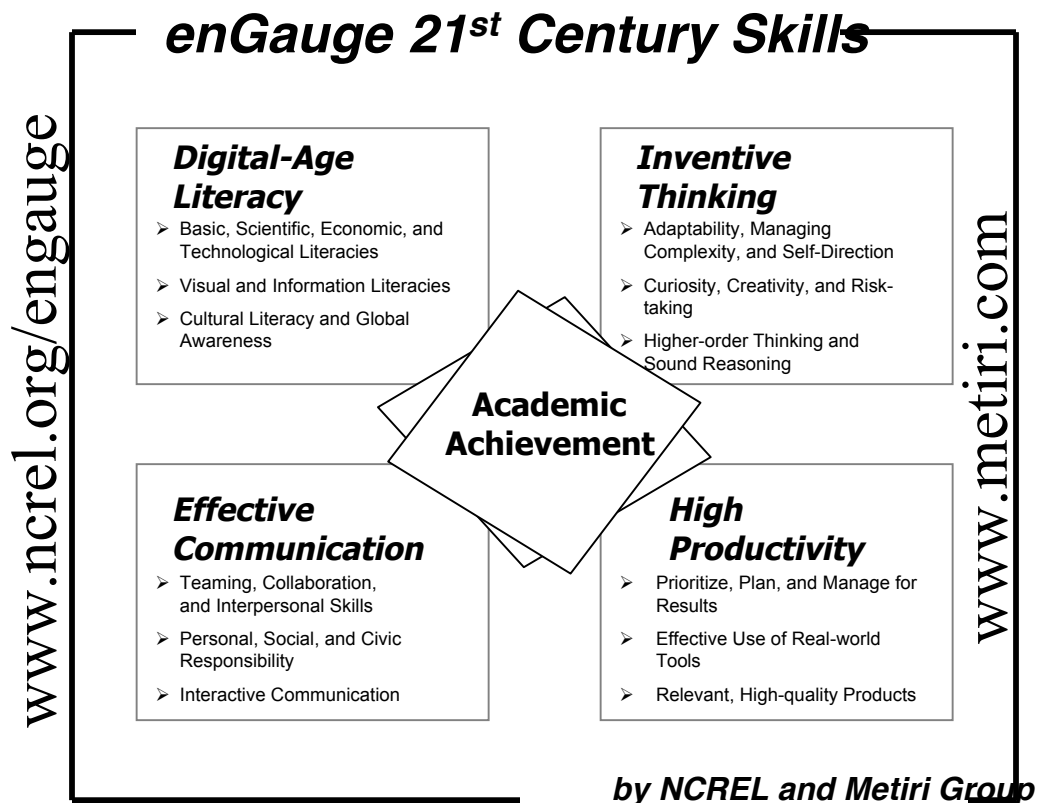 enGauge 21st Century Skills
www.ncrel.org/engauge
Digital-Age
Literacy
➢ Basic, Scientific, Economic, and
Technological Literacies
➢ Visual and Information Literacies
➢ Cultural Literacy and Global
Awareness
Inventive
Thinking
➢ Adaptability, Managing
Complexity, and Self-Direction
➢ Curiosity, Creativity, and Risk-
taking
➢ Higher-order Thinking and
Sound Reasoning
Academic
Achievement
Effective
Communication
➢ Teaming, Collaboration,
and Interpersonal Skills
➢ Personal, Social, and Civic
Responsibility
➢ Interactive Communication
High
Productivity
➢ Prioritize, Plan, and Manage for
Results
➢ Effective Use of Real-world
Tools
➢ Relevant, High-quality Products
www.metiri.com
by NCREL and Metiri Group